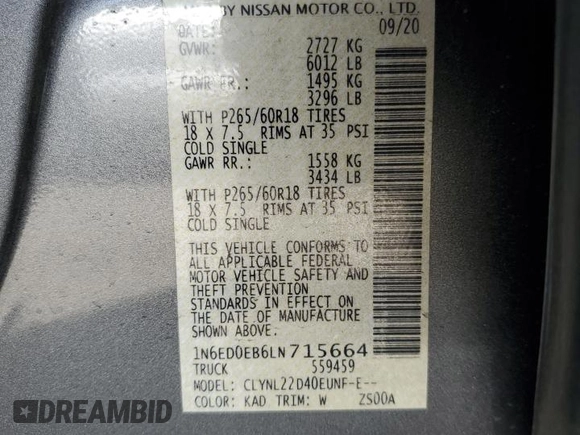 BY NISSAN MOTOR CO., LTD.
DATE: 09/20
GVWR: 2727 KG
6012 LB
GAWR FR.: 1495 KG
3296 LB
WITH P265/60R18 TIRES
18 X 7.5 RIMS AT 35 PSI
COLD SINGLE
GAWR RR.: 1558 KG
3434 LB
WITH P265/60R18 TIRES
18 X 7.5 RIMS AT 35 PSI
COLD SINGLE
THIS VEHICLE CONFORMS TO
ALL APPLICABLE FEDERAL
MOTOR VEHICLE SAFETY AND
THEFT PREVENTION
STANDARDS IN EFFECT ON
THE DATE OF MANUFACTURE
SHOWN ABOVE.
1N6ED0EB6LN715664
TRUCK 559459
MODEL: CLYNL22D40EUNF-E--
COLOR: KAD TRIM: W ZS00A
AUTOBIDCAR